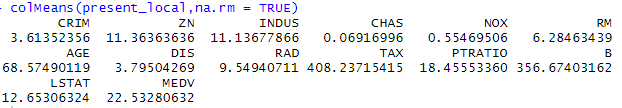 colMeans(present_local,na.rm = TRUE)
CRIM ZN INDUS CHAS NOX RM
3.61352356 11.36363636 11.13677866 0.06916996 0.55469506 6.28463439
AGE DIS RAD TAX PTRATIO B
68.57490119 3.79504269 9.54940711 408.23715415 18.45553360 356.67403162
LSTAT MEDV
12.65306324 22.53280632